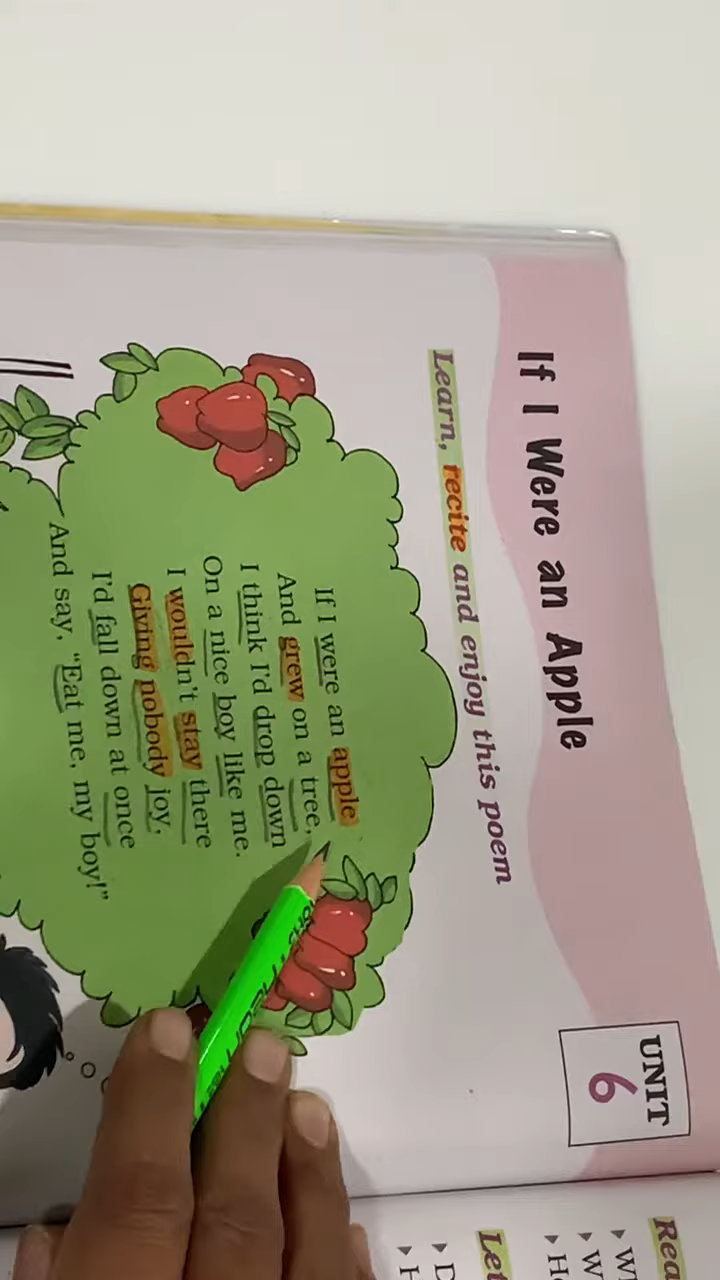 If I Were an Apple
UNIT
6
Learn, recite and enjoy this poem
If I were an apple
And grew on a tree,
I think I'd drop down
On a nice boy like me.
I wouldn't stay there
Giving nobody joy.
I'd fall down at once
And say, "Eat me, my boy!"